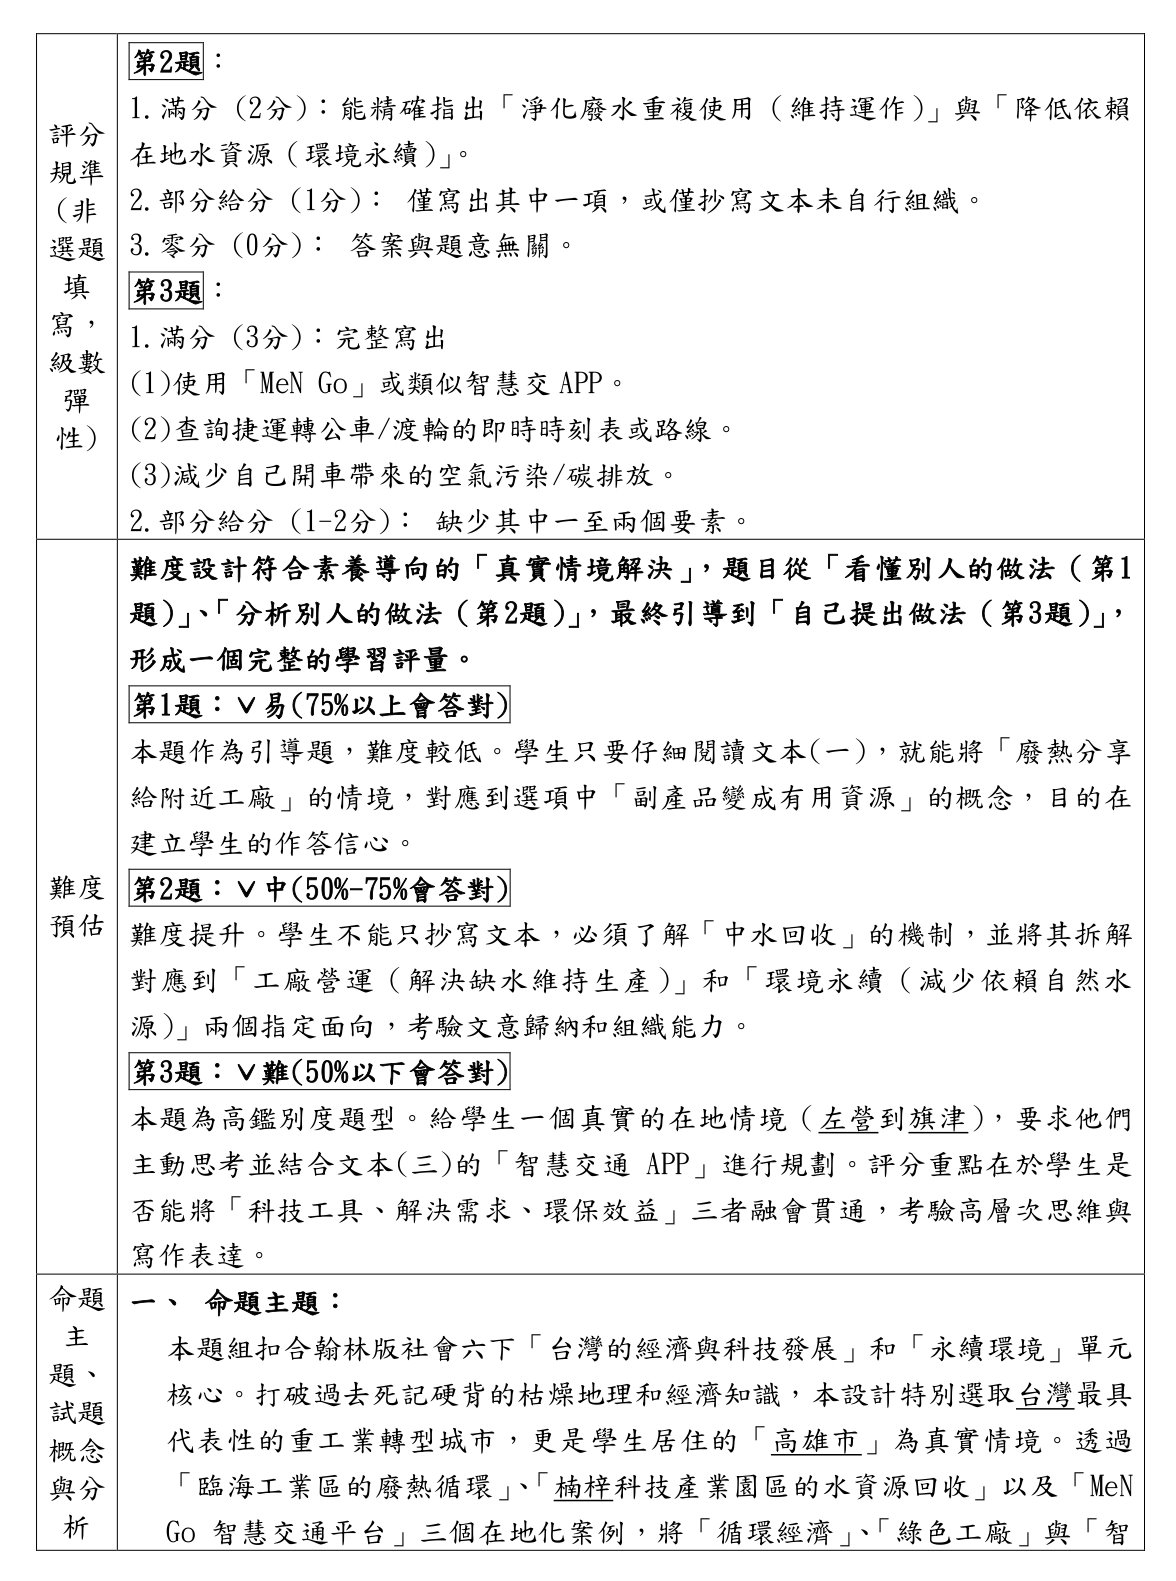 評分
規準
（非
選題
填
寫，
級數
彈
性）
第2題：
1.滿分（2分）：能精確指出「淨化廢水重複使用（維持運作）」與「降低依賴
在地水資源（環境永續）」。
2.部分給分（1分）： 僅寫出其中一項，或僅抄寫文本未自行組織。
3.零分（0分）： 答案與題意無關。
第3題：
1.滿分（3分）：完整寫出
(1)使用「MeN Go」或類似智慧交 APP。
(2)查詢捷運轉公車/渡輪的即時時刻表或路線。
(3)減少自己開車帶來的空氣污染/碳排放。
2.部分給分（1-2分）： 缺少其中一至兩個要素。
難度
預估
難度設計符合素養導向的「真實情境解決」，題目從「看懂別人的做法（第1
題）」、「分析別人的做法（第2題）」，最終引導到「自己提出做法（第3題）」，
形成一個完整的學習評量。
第1題：∨易(75%以上會答對)
本題作為引導題，難度較低。學生只要仔細閱讀文本(一)，就能將「廢熱分享
給附近工廠」的情境，對應到選項中「副產品變成有用資源」的概念，目的在
建立學生的作答信心。
第2題：∨中(50%-75%會答對)
難度提升。學生不能只抄寫文本，必須了解「中水回收」的機制，並將其拆解
對應到「工廠營運（解決缺水維持生產）」和「環境永續（減少依賴自然水
源）」兩個指定面向，考驗文意歸納和組織能力。
第3題：∨難(50%以下會答對)
本題為高鑑別度題型。給學生一個真實的在地情境（左營到旗津），要求他們
主動思考並結合文本(三)的「智慧交通 APP」進行規劃。評分重點在於學生是
否能將「科技工具、解決需求、環保效益」三者融會貫通，考驗高層次思維與
寫作表達。
命題
主
題、
試題
概念
與分
析
一、 命題主題：
本題組扣合翰林版社會六下「台灣的經濟與科技發展」和「永續環境」單元
核心。打破過去死記硬背的枯燥地理和經濟知識，本設計特別選取台灣最具
代表性的重工業轉型城市，更是學生居住的「高雄市」為真實情境。透過
「臨海工業區的廢熱循環」、「楠梓科技產業園區的水資源回收」以及「MeN
Go 智慧交通平台」三個在地化案例，將「循環經濟」、「綠色工廠」與「智